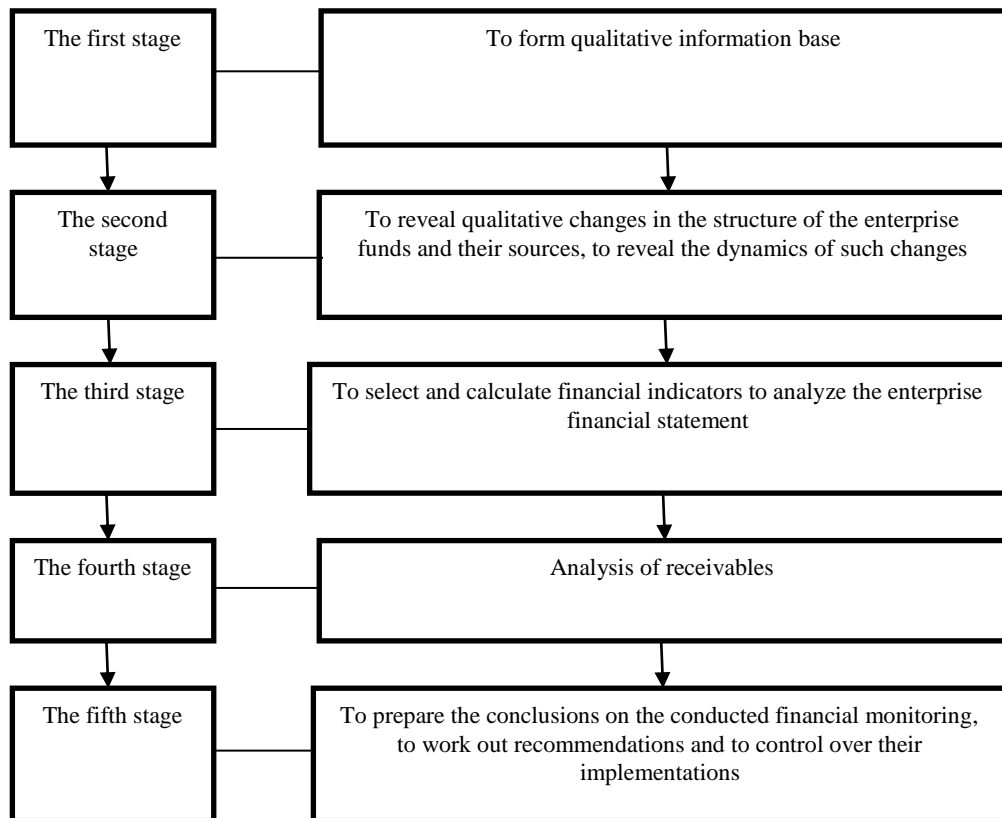 The first stage
To form qualitative information base
The second
stage
To reveal qualitative changes in the structure of the enterprise
funds and their sources, to reveal the dynamics of such changes
The third stage
To select and calculate financial indicators to analyze the enterprise
financial statement
The fourth stage
Analysis of receivables
The fifth stage
To prepare the conclusions on the conducted financial monitoring,
to work out recommendations and to control over their
implementations